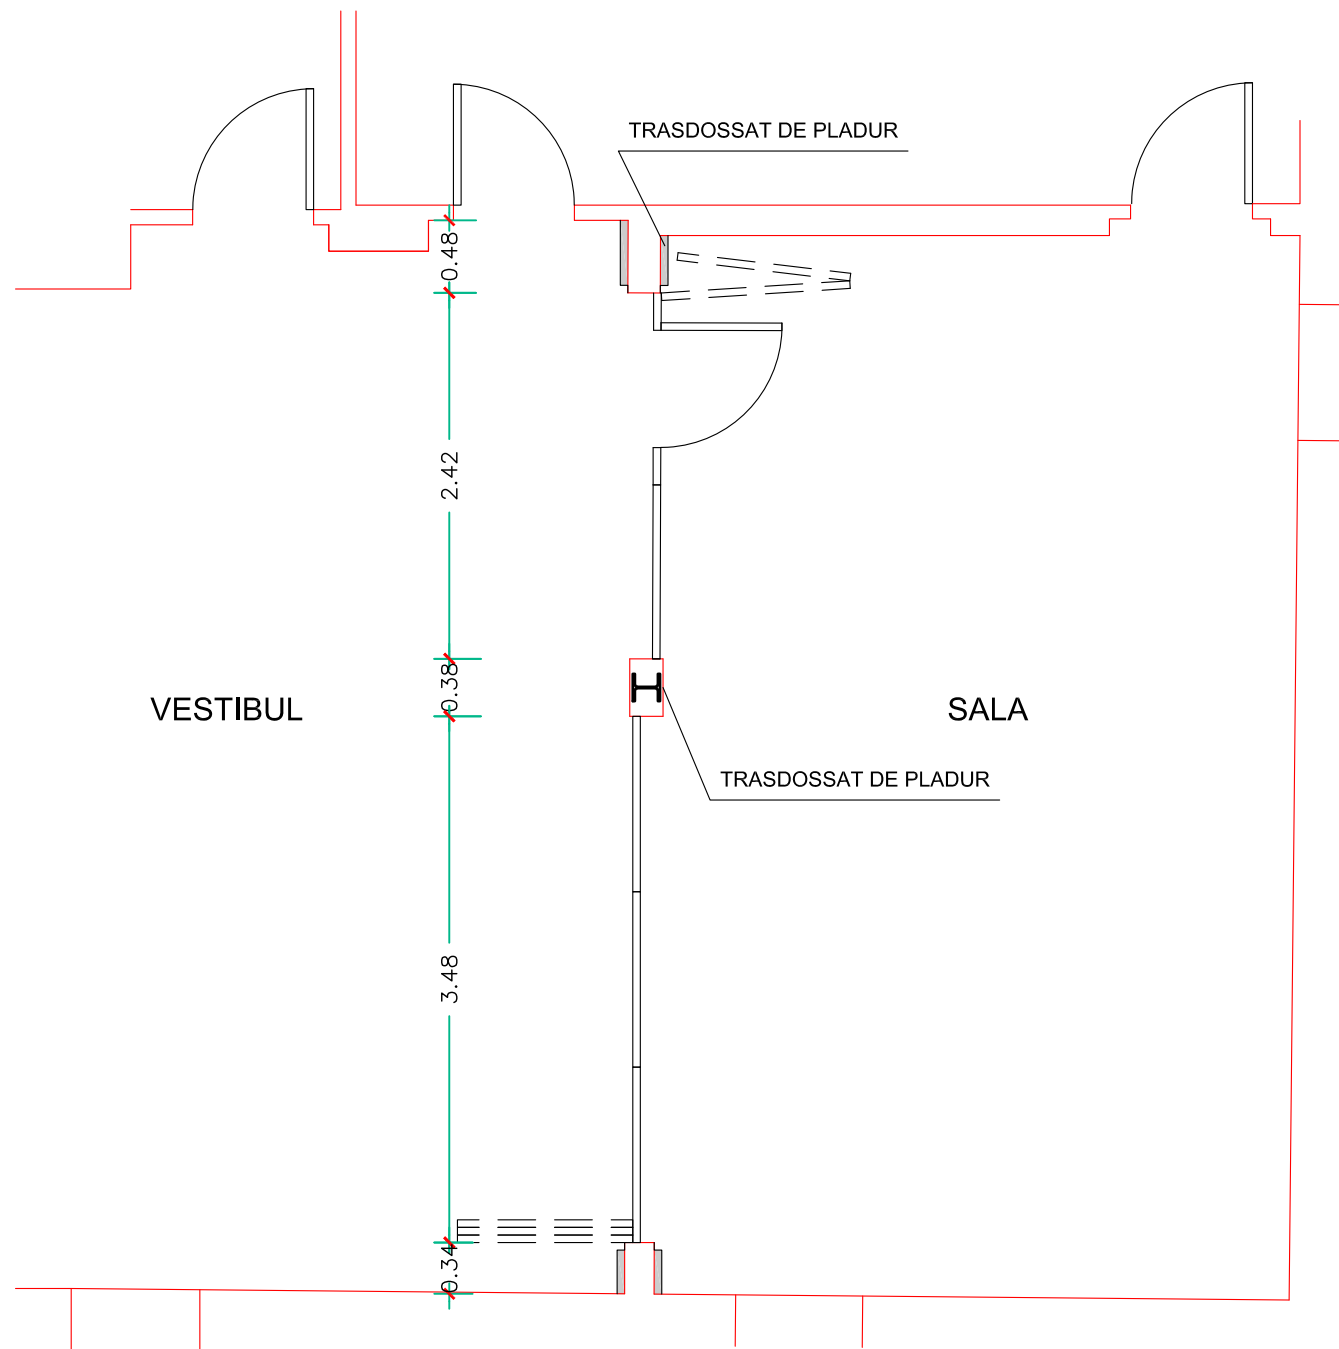 TRASDOSSAT DE PLADUR
0.48
2.42
0.38
VESTIBUL
SALA
TRASDOSSAT DE PLADUR
3.48
0.34